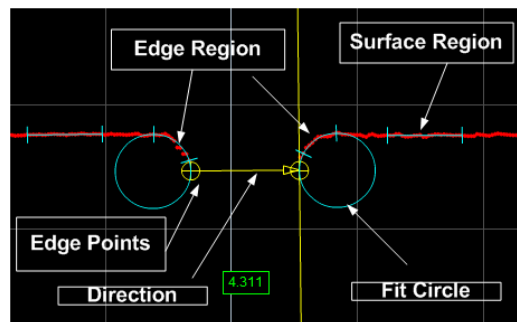 Edge Region
Surface Region
Edge Points
4.311
Direction
Fit Circle